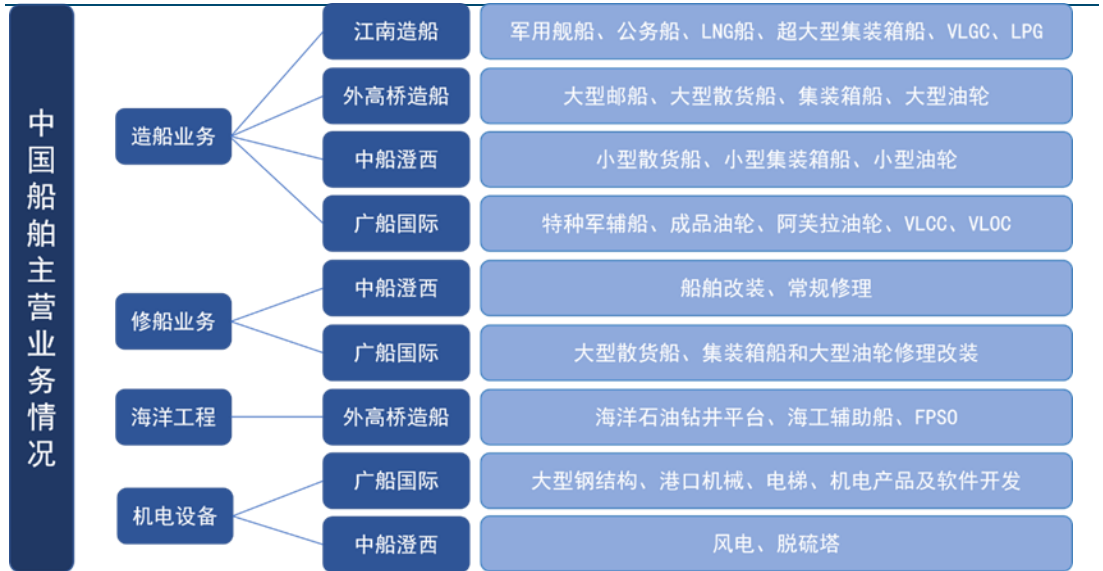 中国船舶主营业务情况
造船业务
江南造船
军用舰船、公务船、LNG船、超大型集装箱船、VLGC、LPG
外高桥造船
大型邮船、大型散货船、集装箱船、大型油轮
中船澄西
小型散货船、小型集装箱船、小型油轮
广船国际
特种军辅船、成品油轮、阿芙拉油轮、VLCC、VLOC
修船业务
中船澄西
船舶改装、常规修理
广船国际
大型散货船、集装箱船和大型油轮修理改装
海洋工程
外高桥造船
海洋石油钻井平台、海工辅助船、FPSO
机电设备
广船国际
大型钢结构、港口机械、电梯、机电产品及软件开发
中船澄西
风电、脱硫塔